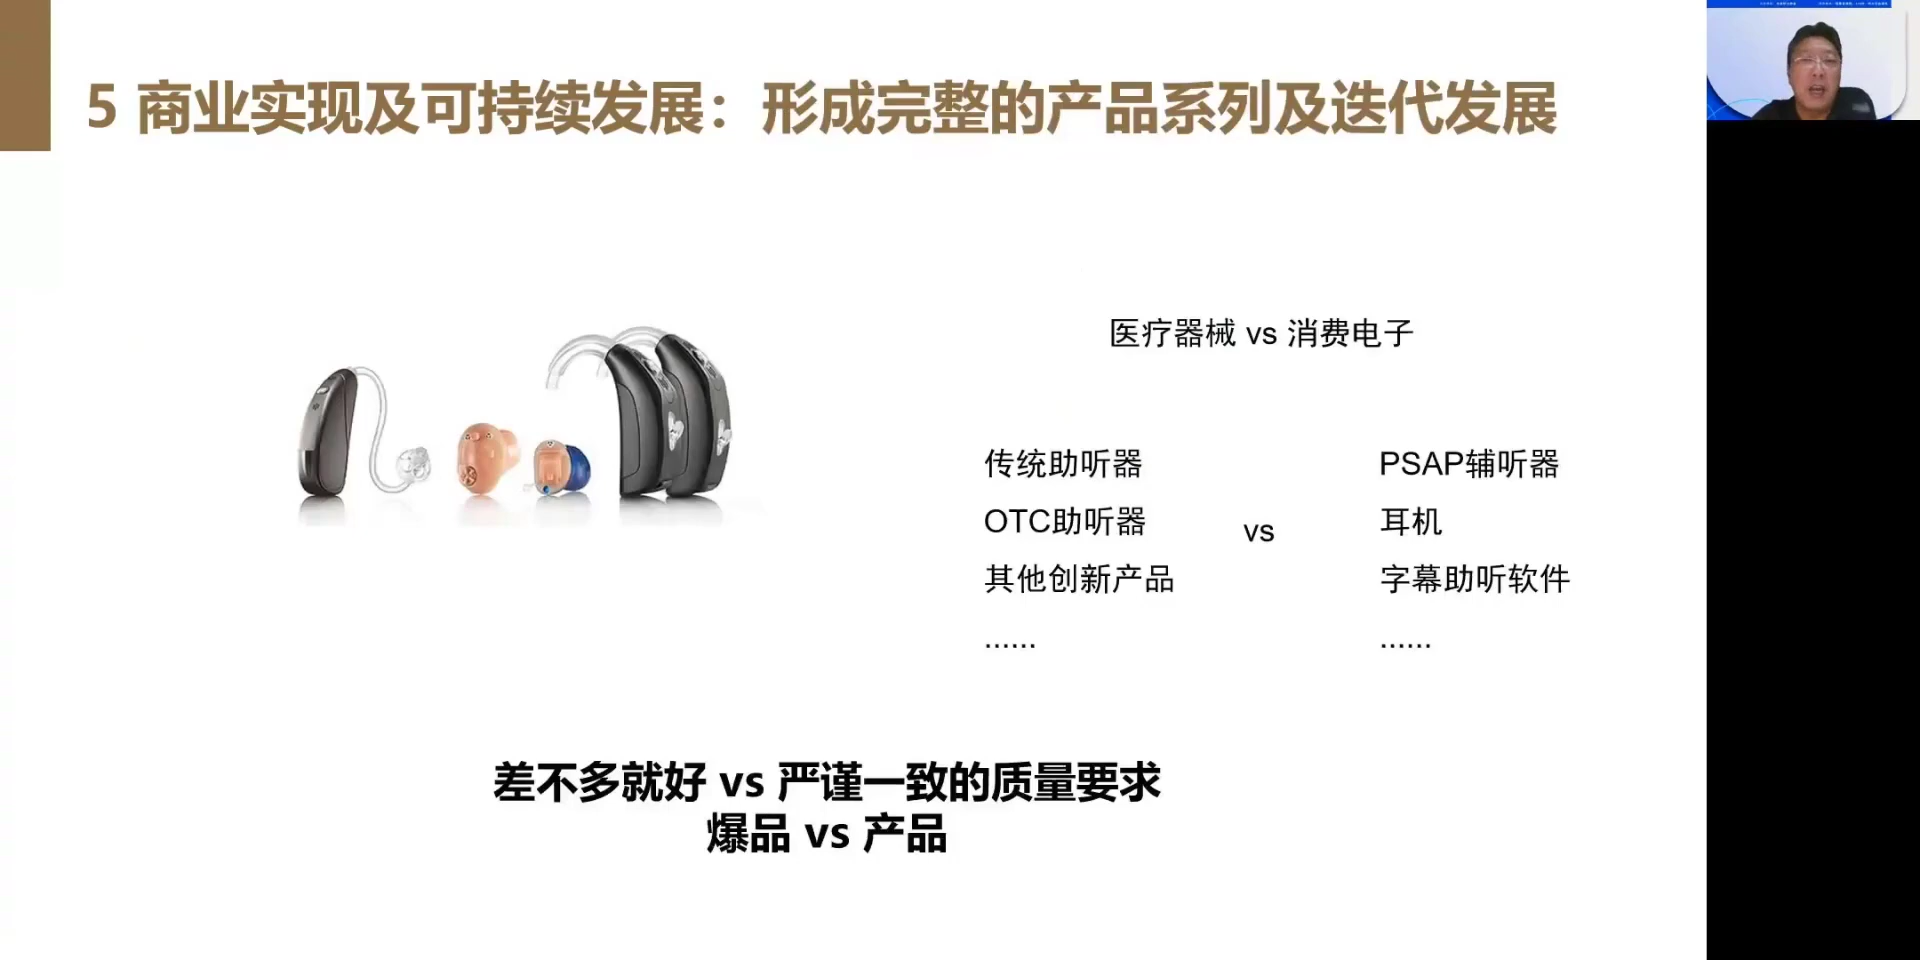 5 商业实现及可持续发展：形成完整的产品系列及迭代发展
医疗器械 vs 消费电子
传统助听器
OTC助听器
其他创新产品
......
vs
PSAP辅听器
耳机
字幕助听软件
......
差不多就好 vs 严谨一致的质量要求
爆品 vs 产品